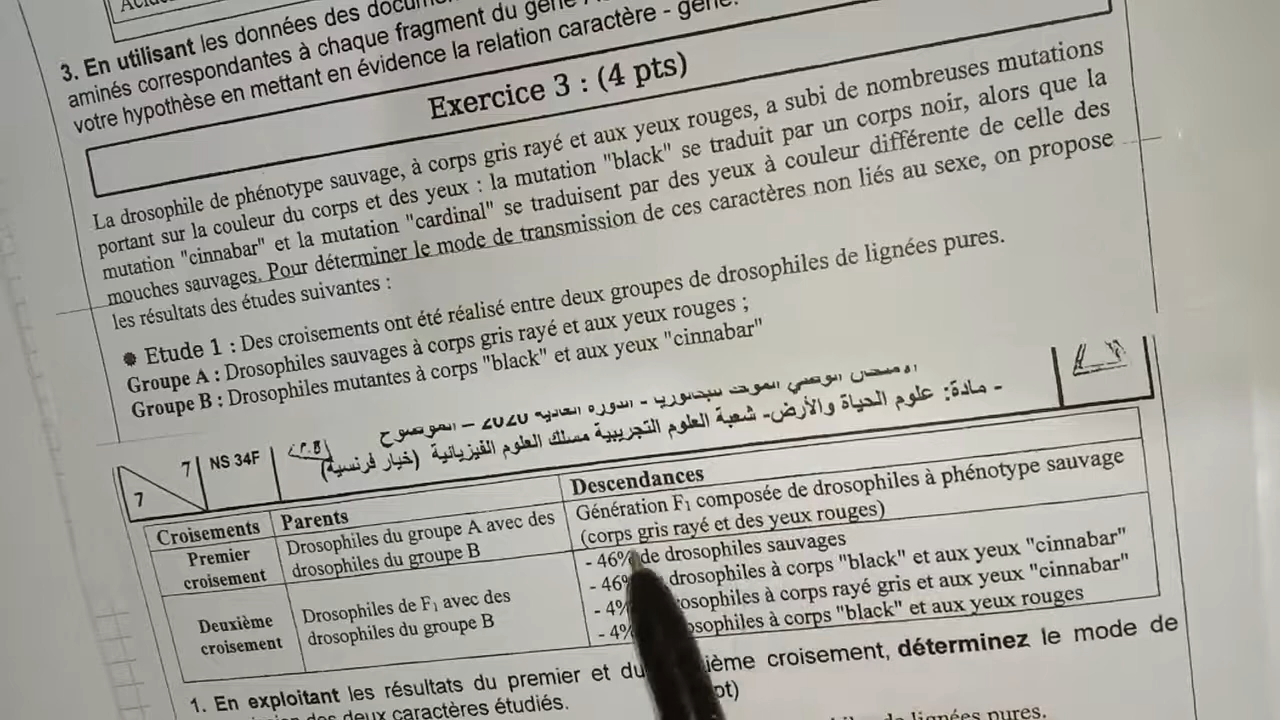 Acide
3. En utilisant les données des docum
aminés correspondantes à chaque fragment du gène
votre hypothèse en mettant en évidence la relation caractère - gène.
Exercice 3 : (4 pts)
La drosophile de phénotype sauvage, à corps gris rayé et aux yeux rouges, a subi de nombreuses mutations
portant sur la couleur du corps et des yeux : la mutation "black" se traduit par un corps noir, alors que la
mutation "cinnabar" et la mutation "cardinal" se traduisent par des yeux à couleur différente de celle des
mouches sauvages. Pour déterminer le mode de transmission de ces caractères non liés au sexe, on propose
les résultats des études suivantes :
Etude 1 : Des croisements ont été réalisé entre deux groupes de drosophiles de lignées pures.
Groupe A : Drosophiles sauvages à corps gris rayé et aux yeux rouges ;
Groupe B : Drosophiles mutantes à corps "black" et aux yeux "cinnabar"
2020 – الموضوع
- مادة: علوم الحياة والأرض- شعبة العلوم التجريبية مسلك العلوم الفيزيائية (خيار فرنسية)
NS 34F
7
7
Croisements Parents Descendances
Premier croisement
Drosophiles du groupe A avec des
drosophiles du groupe B
Génération F1 composée de drosophiles à phénotype sauvage
(corps gris rayé et des yeux rouges)
Deuxième croisement
Drosophiles de F1 avec des
drosophiles du groupe B
- 46% de drosophiles sauvages
- 46% drosophiles à corps "black" et aux yeux "cinnabar"
- 4% rosophiles à corps rayé gris et aux yeux "cinnabar"
- 4% osophiles à corps "black" et aux yeux rouges
1. En exploitant les résultats du premier et du ième croisement, déterminez le mode de
des deux caractères étudiés. pt)
de lignées pures.